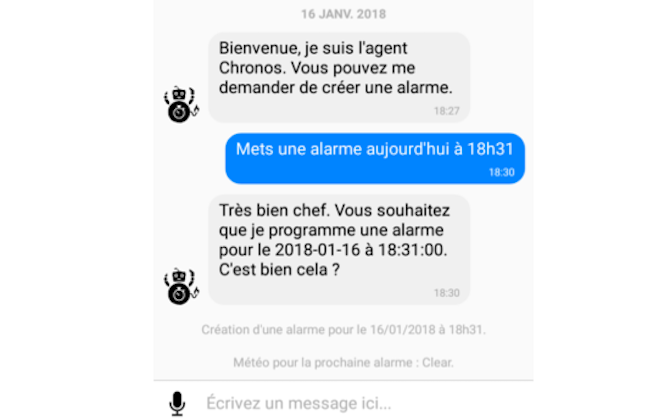 16 JANV. 2018
Bienvenue, je suis l'agent
Chronos. Vous pouvez me
demander de créer une alarme.
18:27
Mets une alarme aujourd'hui à 18h31
18:30
Très bien chef. Vous souhaitez
que je programme une alarme
pour le 2018-01-16 à 18:31:00.
C'est bien cela ?
18:30
Création d'une alarme pour le 16/01/2018 à 18h31.
Météo pour la prochaine alarme : Clear.
Écrivez un message ici...